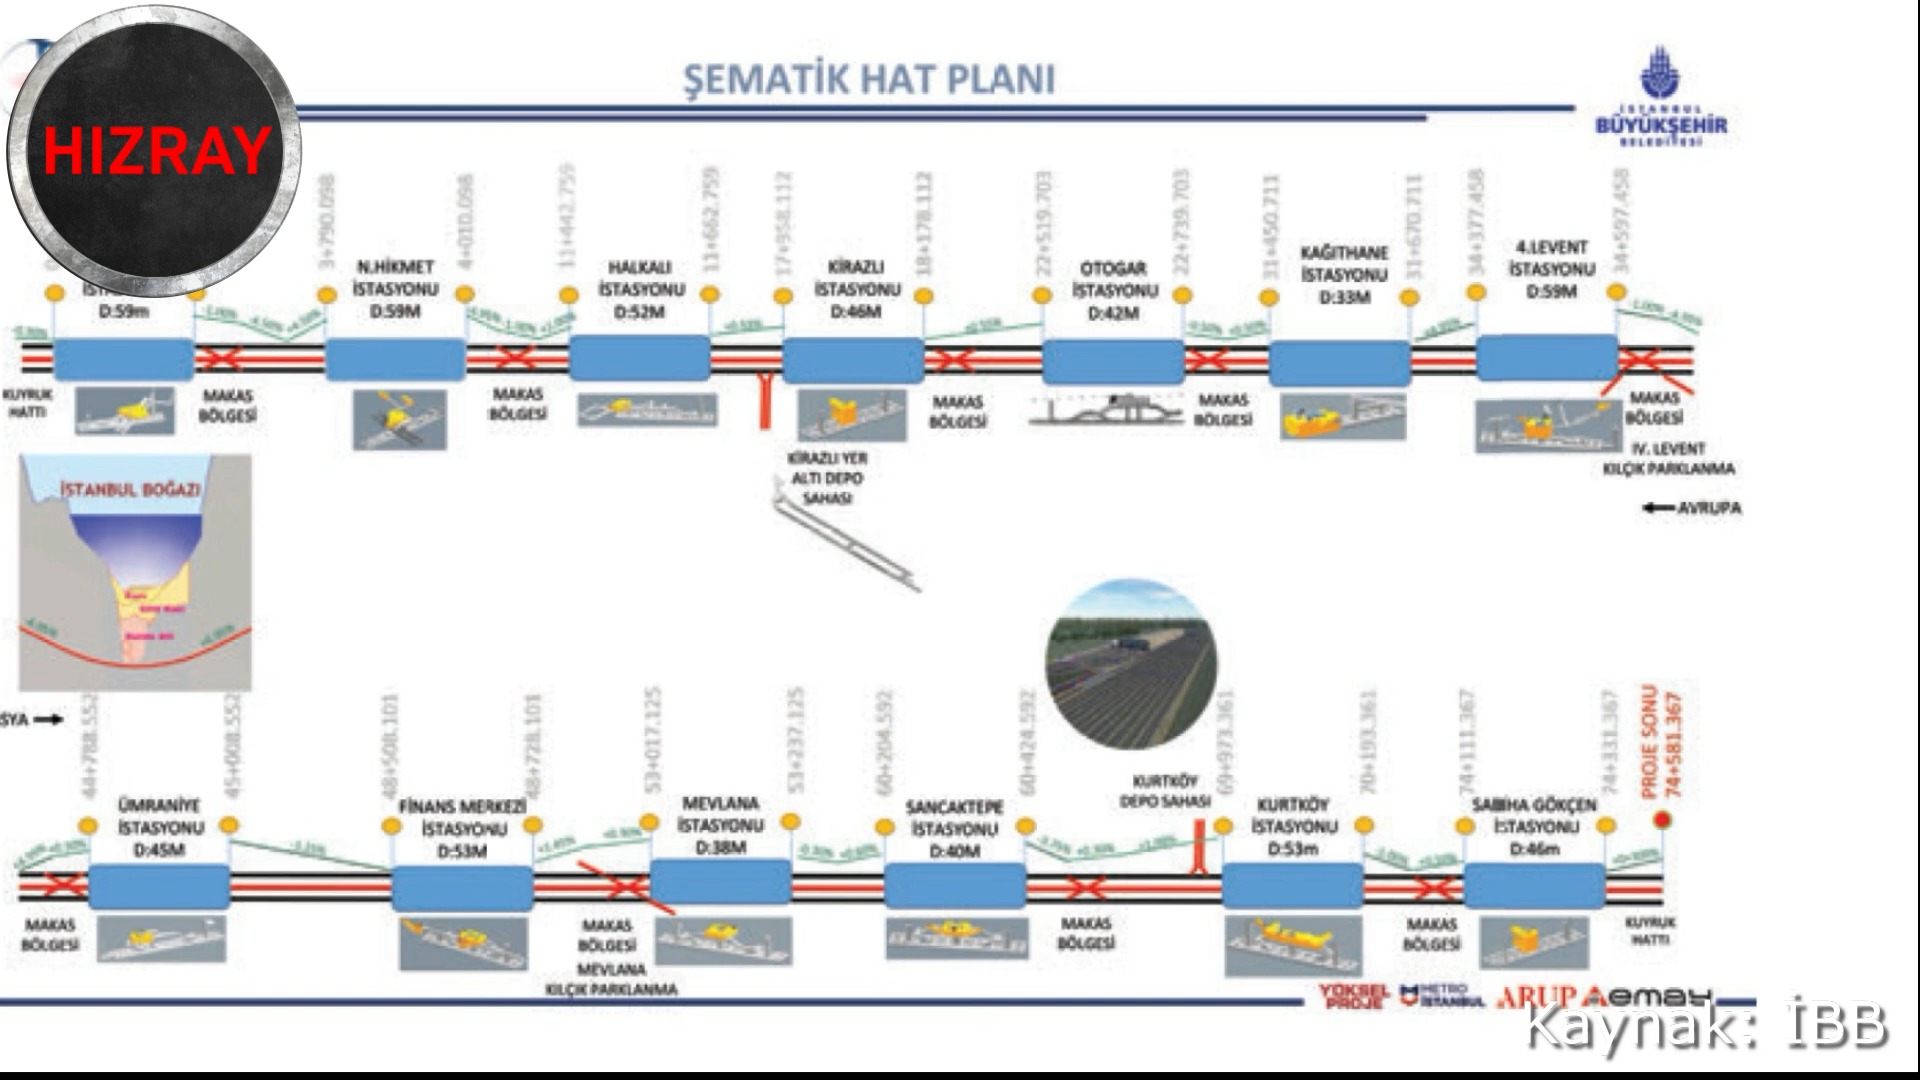 HIZRAY
ŞEMATİK HAT PLANI
İSTANBUL
BÜYÜKŞEHİR
BELEDİYESİ
3+790.098
4+010.098
11+442.759
11+662.759
17+958.112
18+178.112
22+519.703
22+739.703
31+450.711
31+670.711
34+377.458
34+597.458
D:59m
N.HİKMET
İSTASYONU
D:59M
HALKALI
İSTASYONU
D:52M
KİRAZLI
İSTASYONU
D:46M
OTOGAR
İSTASYONU
D:42M
KAĞITHANE
İSTASYONU
D:33M
4.LEVENT
İSTASYONU
D:59M
KUYRUK
HATTI
MAKAS
BÖLGESİ
MAKAS
BÖLGESİ
MAKAS
BÖLGESİ
MAKAS
BÖLGESİ
MAKAS
BÖLGESİ
IV. LEVENT
KILÇIK PARKLANMA
KİRAZLI YER
ALTI DEPO
SAHASI
AVRUPA
İSTANBUL BOĞAZI
SYA
44+788.552
45+008.552
48+508.101
48+728.101
53+017.125
53+237.125
60+204.592
60+424.592
69+973.361
70+193.361
74+111.367
74+331.367
PROJE SONU
74+581.367
ÜMRANİYE
İSTASYONU
D:45M
FİNANS MERKEZİ
İSTASYONU
D:53M
MEVLANA
İSTASYONU
D:38M
SANCAKTEPE
İSTASYONU
D:40M
KURTKÖY
DEPO SAHASI
KURTKÖY
İSTASYONU
D:53m
SABİHA GÖKÇEN
İSTASYONU
D:46m
MAKAS
BÖLGESİ
MAKAS
BÖLGESİ
MEVLANA
KILÇIK PARKLANMA
MAKAS
BÖLGESİ
MAKAS
BÖLGESİ
KUYRUK
HATTI
YÜKSEL
PROJE
METRO
İSTANBUL
ARUP
emay
Kaynak: İBB